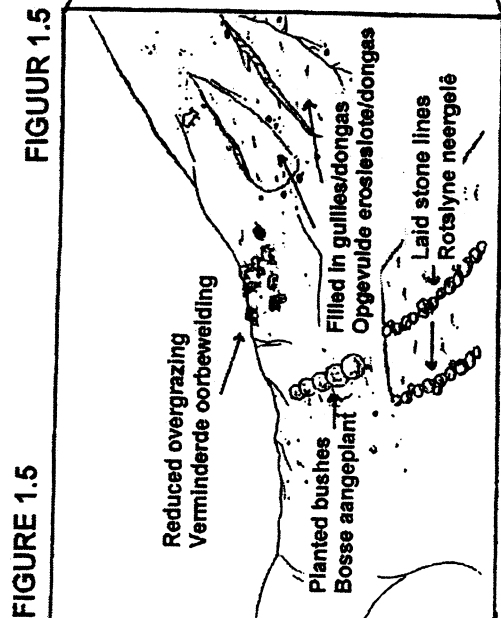 FIGURE 1.5
FIGUUR 1.5
Reduced overgrazing
Verminderde oorbeweiding
Filled in gullies/dongas
Opgevulde erosieslote/dongas
Planted bushes
Bosse aangeplant
Laid stone lines
Rotslyne neergelê